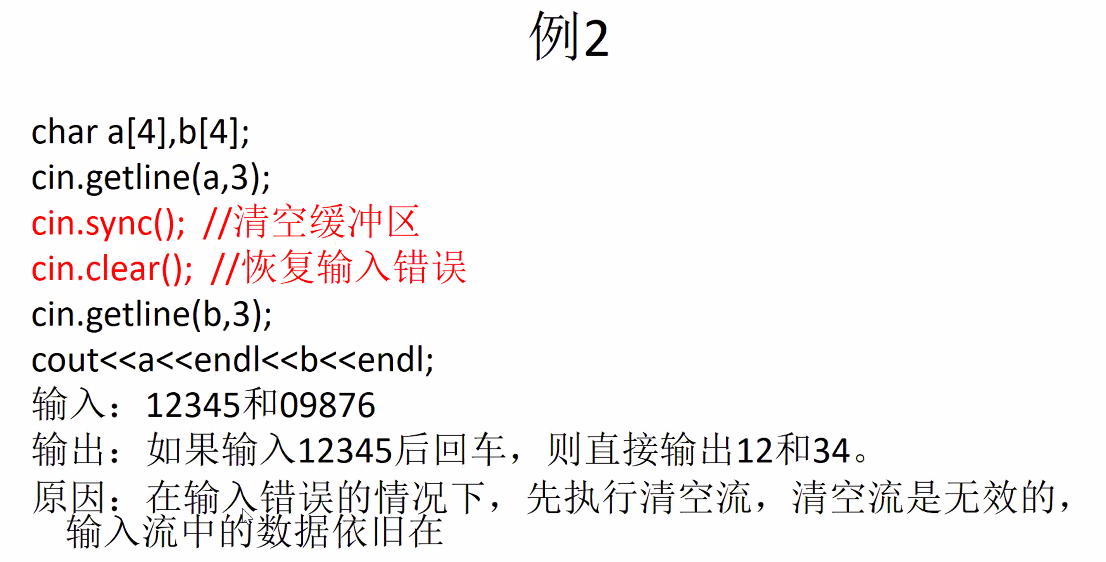 例2
char a[4],b[4];
cin.getline(a,3);
cin.sync(); //清空缓冲区
cin.clear(); //恢复输入错误
cin.getline(b,3);
cout<<a<<endl<<b<<endl;
输入：12345和09876
输出：如果输入12345后回车，则直接输出12和34。
原因：在输入错误的情况下，先执行清空流，清空流是无效的，
输入流中的数据依旧在